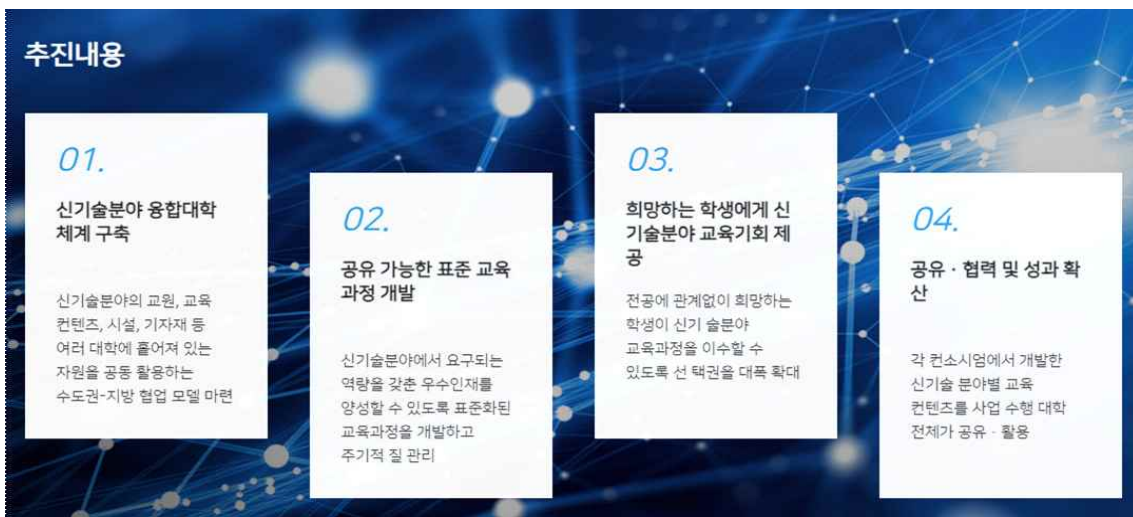 추진내용
01.
신기술분야 융합대학
체계 구축
신기술분야의 교원, 교육
컨텐츠, 시설, 기자재 등
여러 대학에 흩어져 있는
자원을 공동 활용하는
수도권-지방 협업 모델 마련
02.
공유 가능한 표준 교육
과정 개발
신기술분야에서 요구되는
역량을 갖춘 우수인재를
양성할 수 있도록 표준화된
교육과정을 개발하고
주기적 질 관리
03.
희망하는 학생에게 신
기술분야 교육기회 제
공
전공에 관계없이 희망하는
학생이 신기 술분야
교육과정을 이수할 수
있도록 선 택권을 대폭 확대
04.
공유 · 협력 및 성과 확
산
각 컨소시엄에서 개발한
신기술 분야별 교육
컨텐츠를 사업 수행 대학
전체가 공유 · 활용